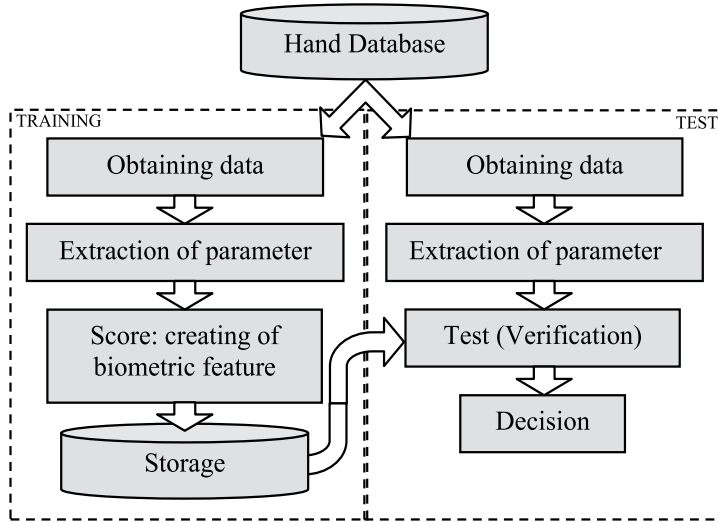 Hand Database
TRAINING
Obtaining data
Extraction of parameter
Score: creating of
biometric feature
Storage
TEST
Obtaining data
Extraction of parameter
Test (Verification)
Decision